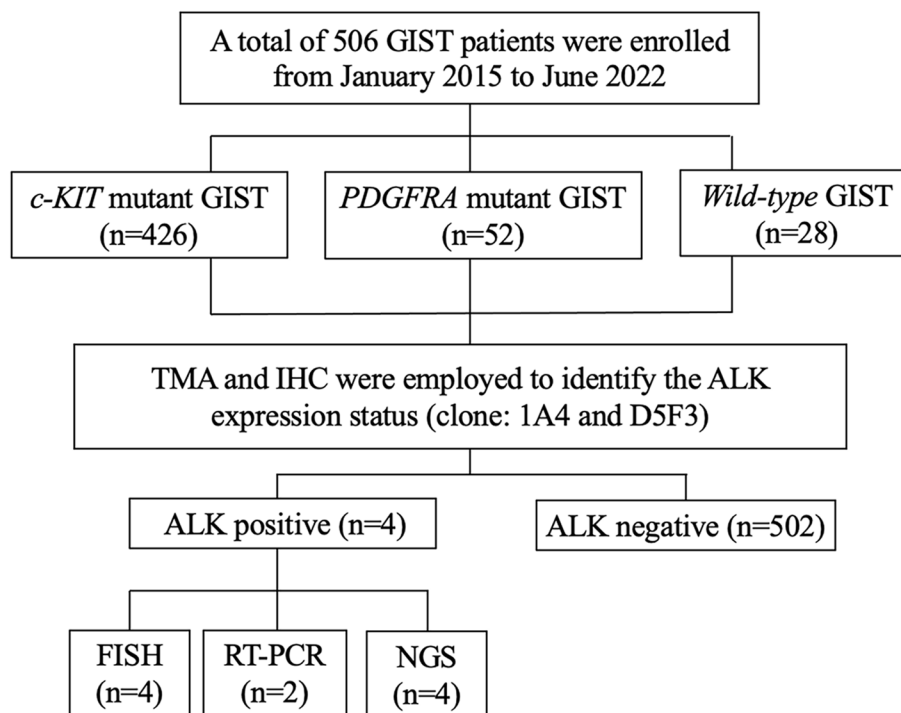 A total of 506 GIST patients were enrolled
from January 2015 to June 2022
c-KIT mutant GIST
(n=426)
PDGFRA mutant GIST
(n=52)
Wild-type GIST
(n=28)
TMA and IHC were employed to identify the ALK
expression status (clone: 1A4 and D5F3)
ALK positive (n=4)
ALK negative (n=502)
FISH
(n=4)
RT-PCR
(n=2)
NGS
(n=4)